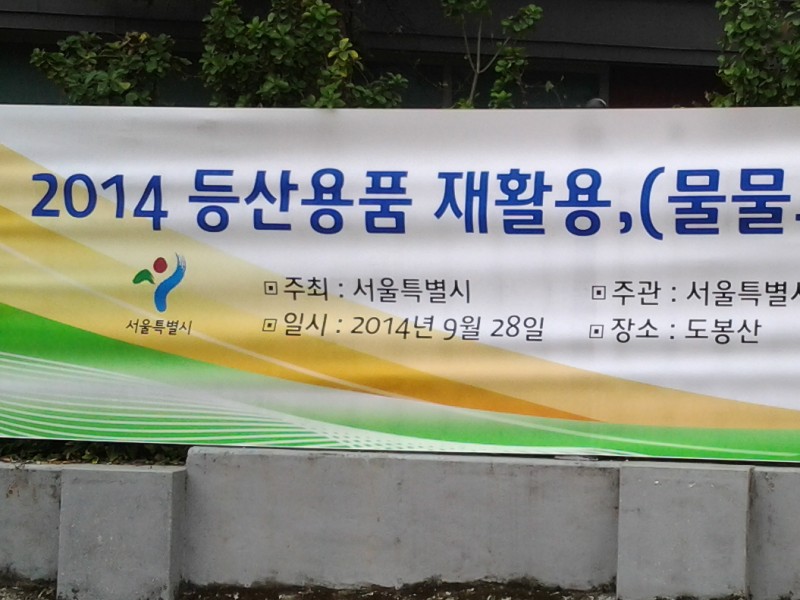 2014 등산용품 재활용,(물물
주최 : 서울특별시 주관 : 서울특별시
일시 : 2014년 9월 28일 장소 : 도봉산
서울특별시